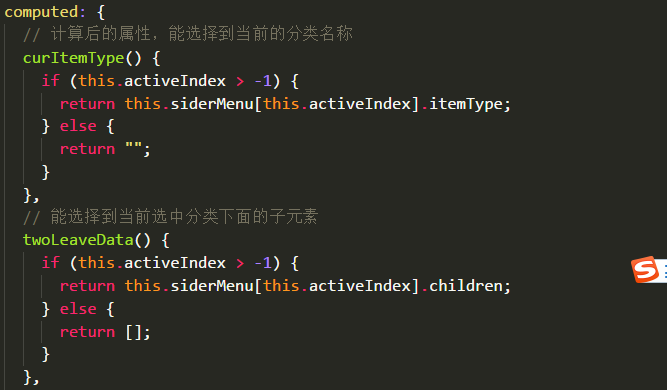 computed: {
// 计算后的属性，能选择到当前的分类名称
curItemType() {
if (this.activeIndex > -1) {
return this.siderMenu[this.activeIndex].itemType;
} else {
return "";
}
},
// 能选择到当前选中分类下面的子元素
twoLeaveData() {
if (this.activeIndex > -1) {
return this.siderMenu[this.activeIndex].children;
} else {
return [];
}
},